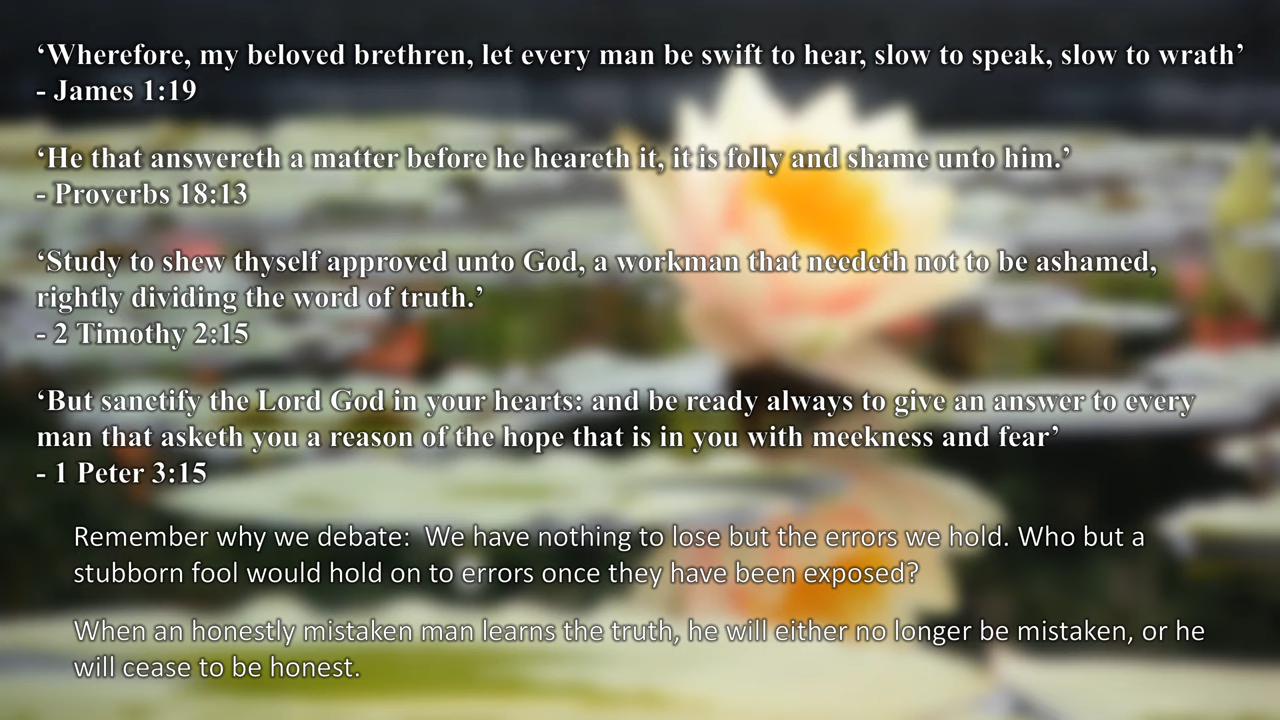 ‘Wherefore, my beloved brethren, let every man be swift to hear, slow to speak, slow to wrath’
- James 1:19
‘He that answereth a matter before he heareth it, it is folly and shame unto him.’
- Proverbs 18:13
‘Study to shew thyself approved unto God, a workman that needeth not to be ashamed,
rightly dividing the word of truth.’
- 2 Timothy 2:15
‘But sanctify the Lord God in your hearts: and be ready always to give an answer to every
man that asketh you a reason of the hope that is in you with meekness and fear’
- 1 Peter 3:15
Remember why we debate:  We have nothing to lose but the errors we hold. Who but a
stubborn fool would hold on to errors once they have been exposed?
When an honestly mistaken man learns the truth, he will either no longer be mistaken, or he
will cease to be honest.